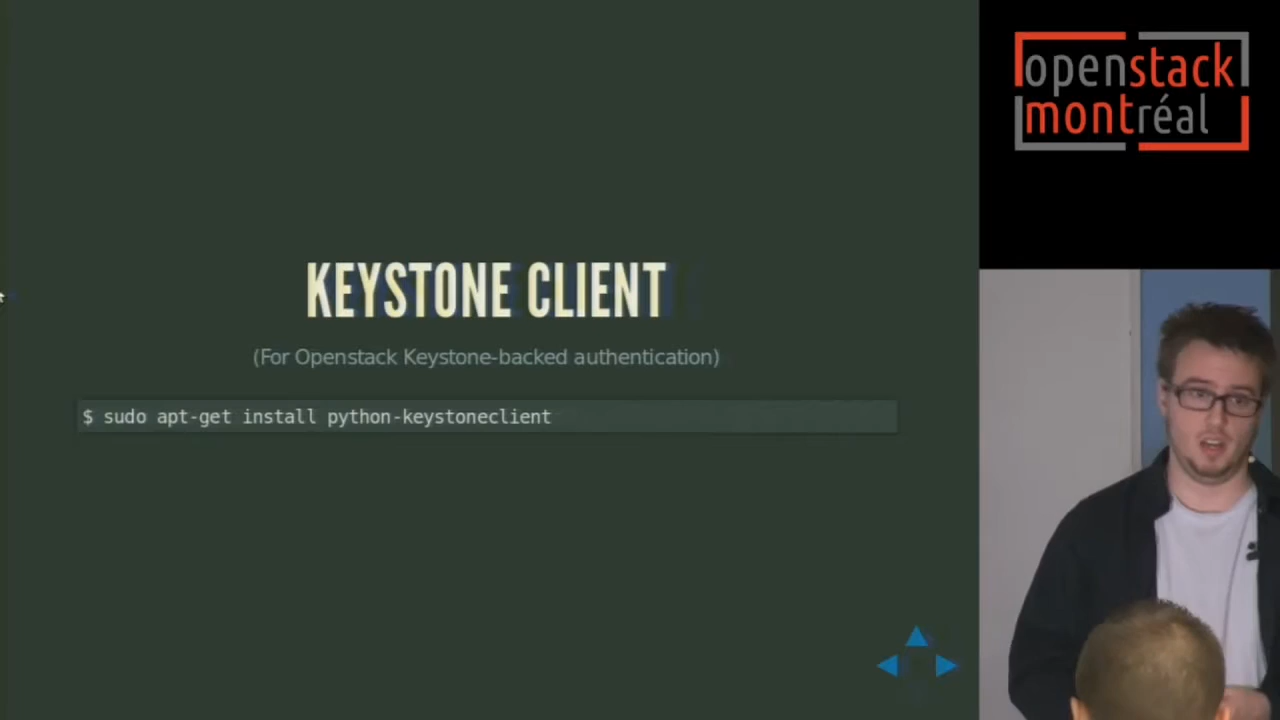 KEYSTONE CLIENT
(For Openstack Keystone-backed authentication)
$ sudo apt-get install python-keystoneclient
openstack
montréal